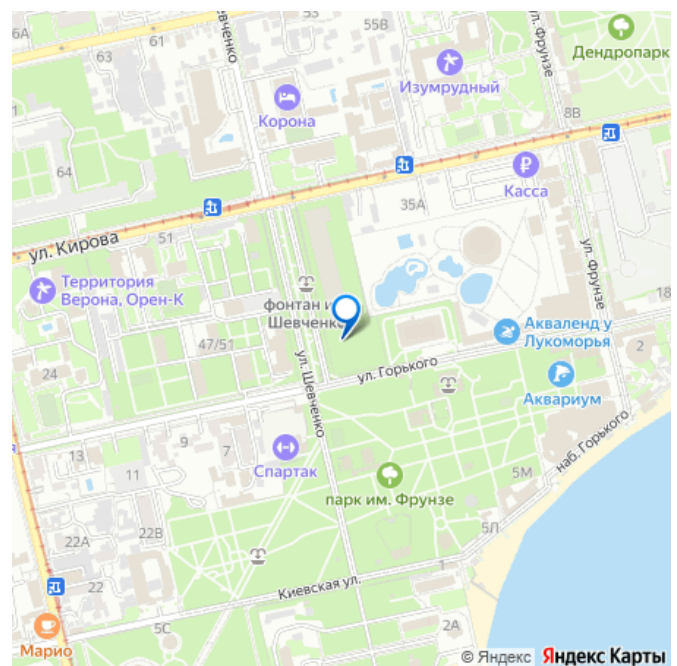 6А
63
61
55В
53
ул. Фрунзе
Дендропарк
Шевченко
Изумрудный
1
Корона
8В
64
Касса
35А
ул. Кирова
51
ул. Фрунзе
Территория
Верона, Орен-К
фонтан и
Шевченко
18
47/51
Акваленд у
Лукоморья
2
24
ул. Шевченко
ул. Горького
Аквариум
9
7
13
11
Спартак
наб. Горького
5М
парк им. Фрунзе
22А
22В
5Л
22
Киевская ул.
1
Марио
5С
2А
© Яндекс Яндекс Карты